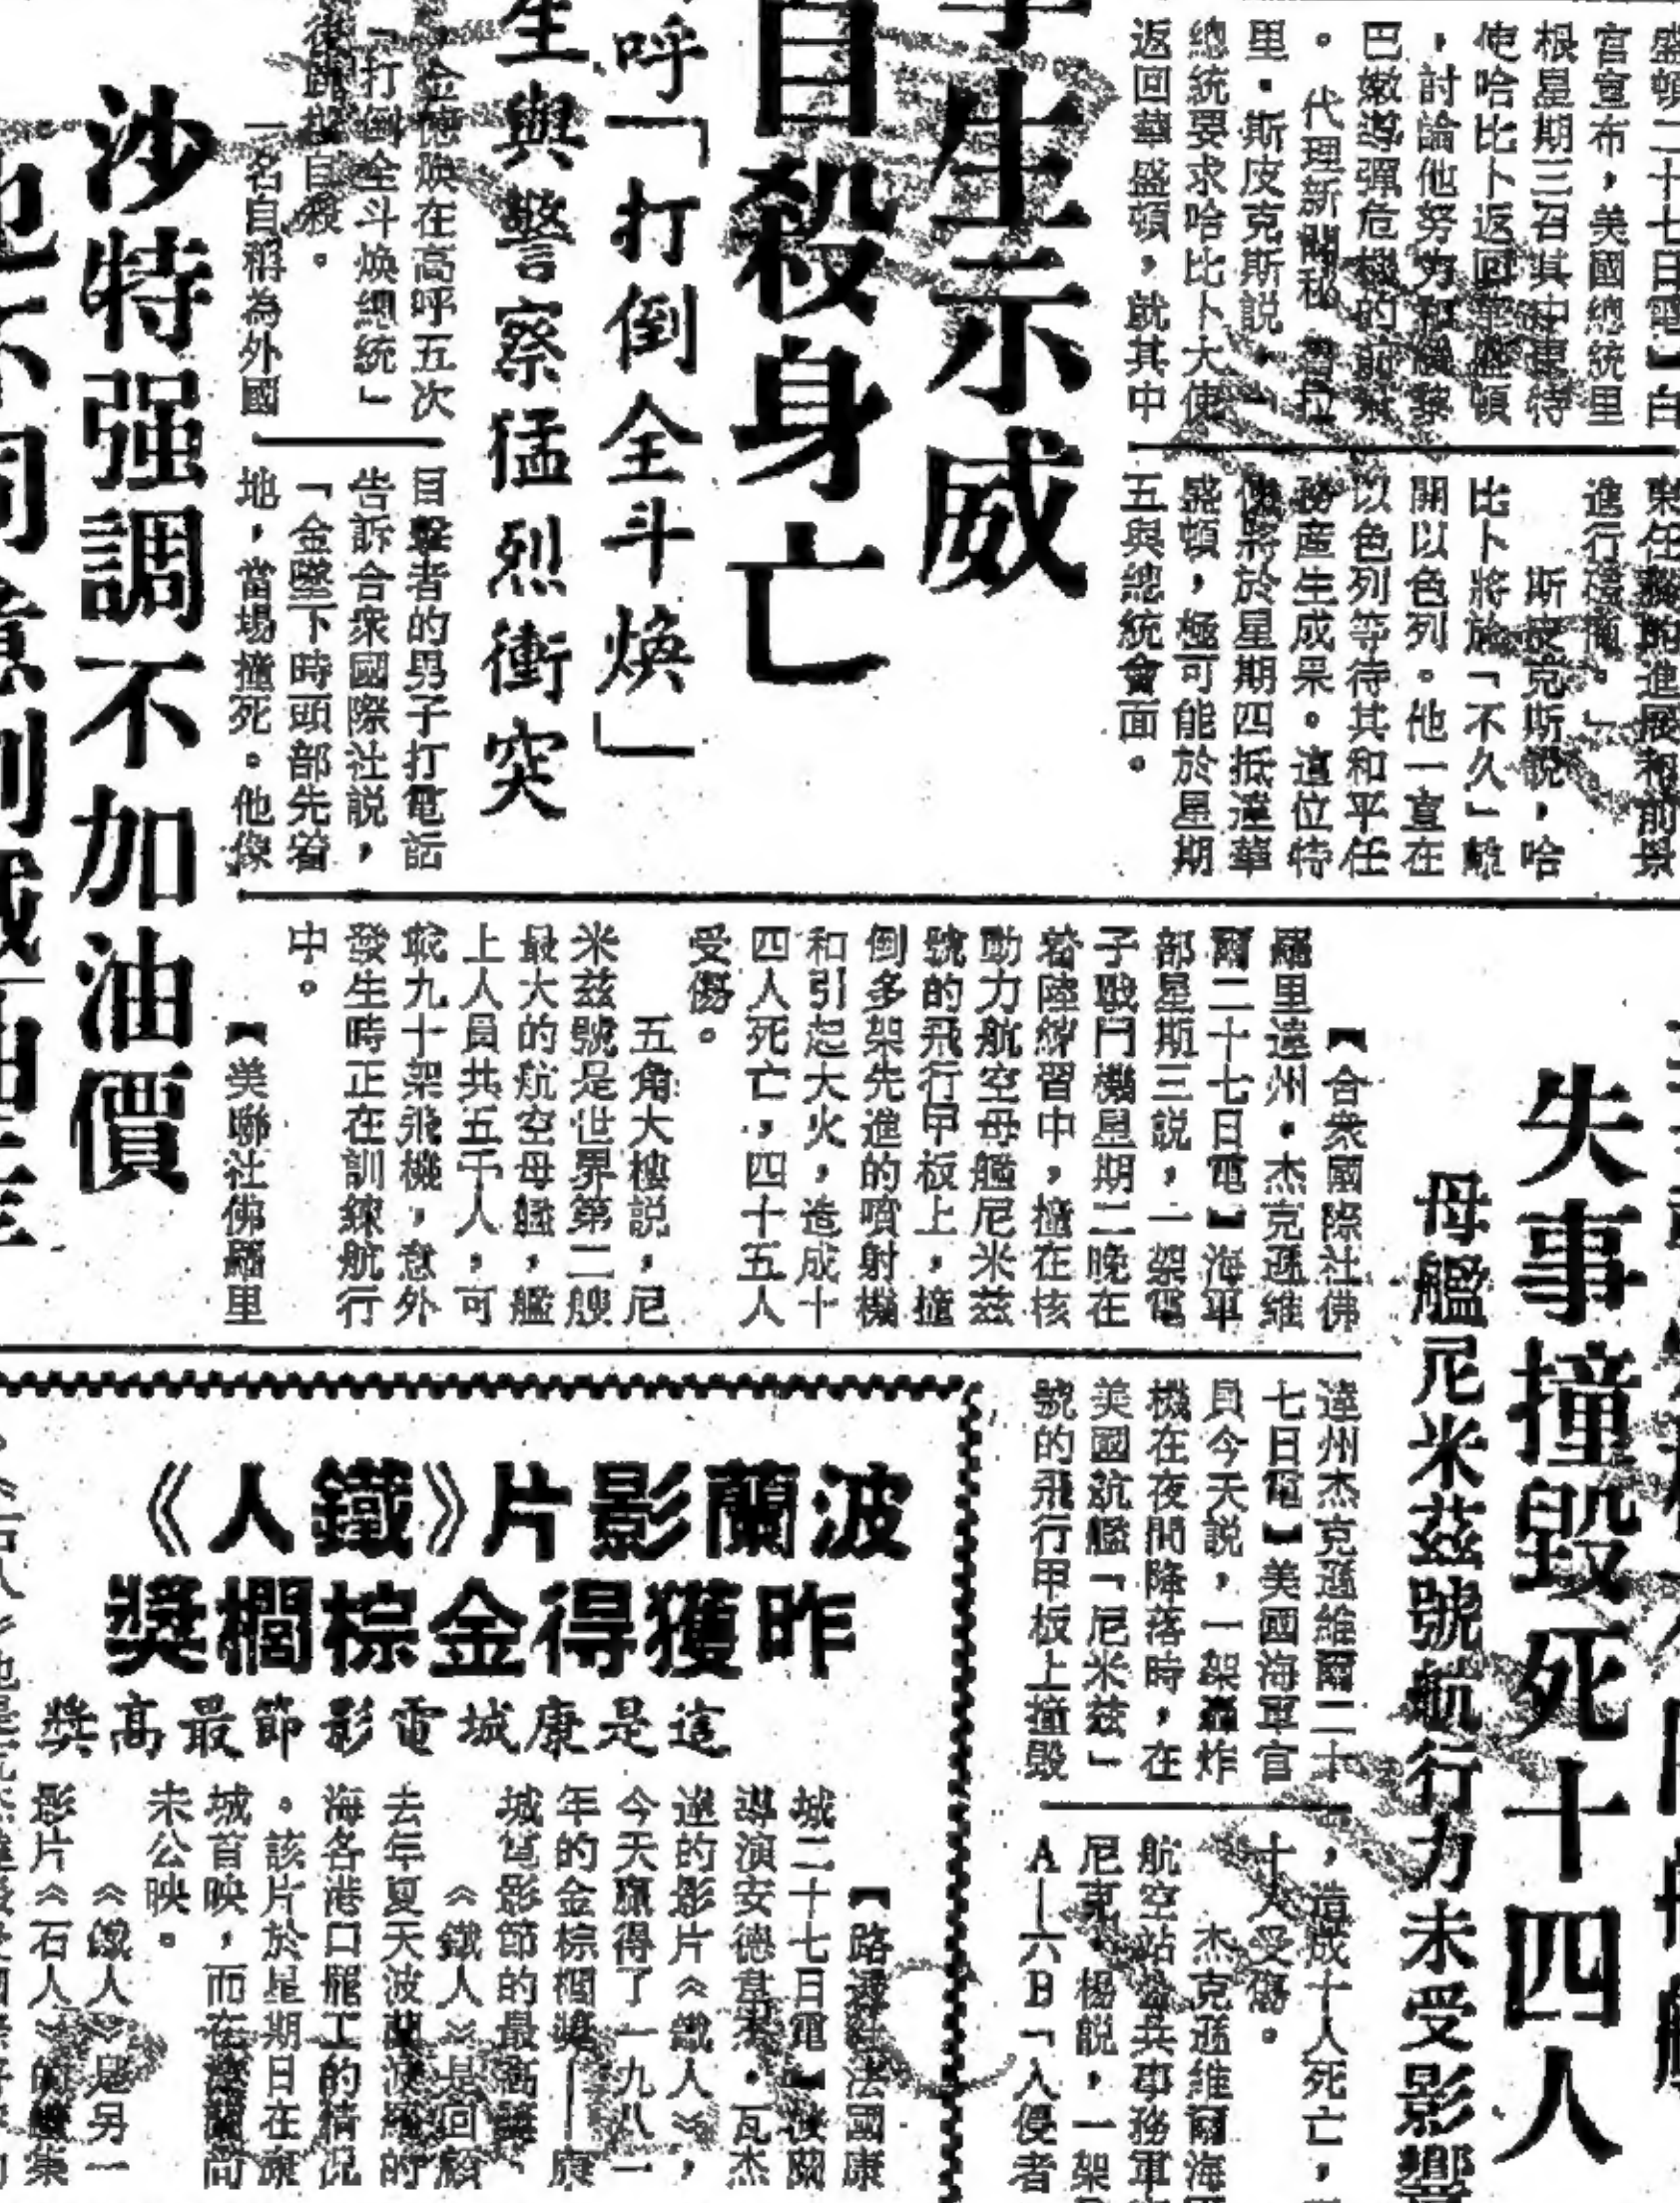 宮宣布，美國總統里
根星期三召其中東特
使哈比卜返回華盛頓
巴嫩導彈危機的
里·斯皮克斯説，
總統要求哈比卜大使
返回華盛頓，就其中
斯皮克斯說，哈
比卜將於「不久」離
開以色列。他一直在
以色列等待其和平任
務產生成果。這位特
使將於星期四抵達華
盛頓，極可能於星期
五與總統會面。
生示威
自殺身亡
呼「打倒全斗煥」
生與警察猛烈衝突
金德煥在高呼五次
「打倒全斗煥總統」
後跳樓自殺。
一名自稱為外國
目擊者的男子打電話
告訴合衆國際社説，
「金墜下時頭部先着
地，當場撞死。他像
沙特强調不加油價
失事撞毀死十四人
母艦尼米茲號航行力未受影響
【合衆國際社佛
羅里達州·杰克遜維
爾二十七日電】海軍
部星期三説，一架電
子戰鬥機星期二晚在
着陸練習中，撞在核
動力航空母艦尼米茲
號的飛行甲板上，撞
倒多架先進的噴射機
和引起大火，造成十
四人死亡，四十五人
受傷。
五角大樓説，尼
米茲號是世界第二艘
最大的航空母艦，艦
上人員共五千人，可
載九十架飛機，意外
發生時正在訓練航行
中。
【美聯社佛羅里
達州杰克遜維爾二十
七日電】美國海軍官
員今天説，一架轟炸
機在夜間降落時，在
美國航艦「尼米茲」
號的飛行甲板上撞毀
，造成十人死亡，
十人受傷。
杰克遜維爾海
航空站公共事務軍
尼克·楊説，一架
A—六B「入侵者
波蘭影片《鐵人》
昨獲得金棕櫚獎
這是康城電影節最高獎
【路透社法國康
城二十七日電】波蘭
導演安德韋杰·瓦杰
達的影片《鐵人》，
今天贏得了一九八一
年的金棕櫚獎——康
城電影節的最高獎。
《鐵人》是回顧
去年夏天波蘭波羅的
海各港口罷工的情况
。該片於星期日在康
城首映，而在波蘭尚
未公映。
《鐵人》是另一
影片《石人》的續集